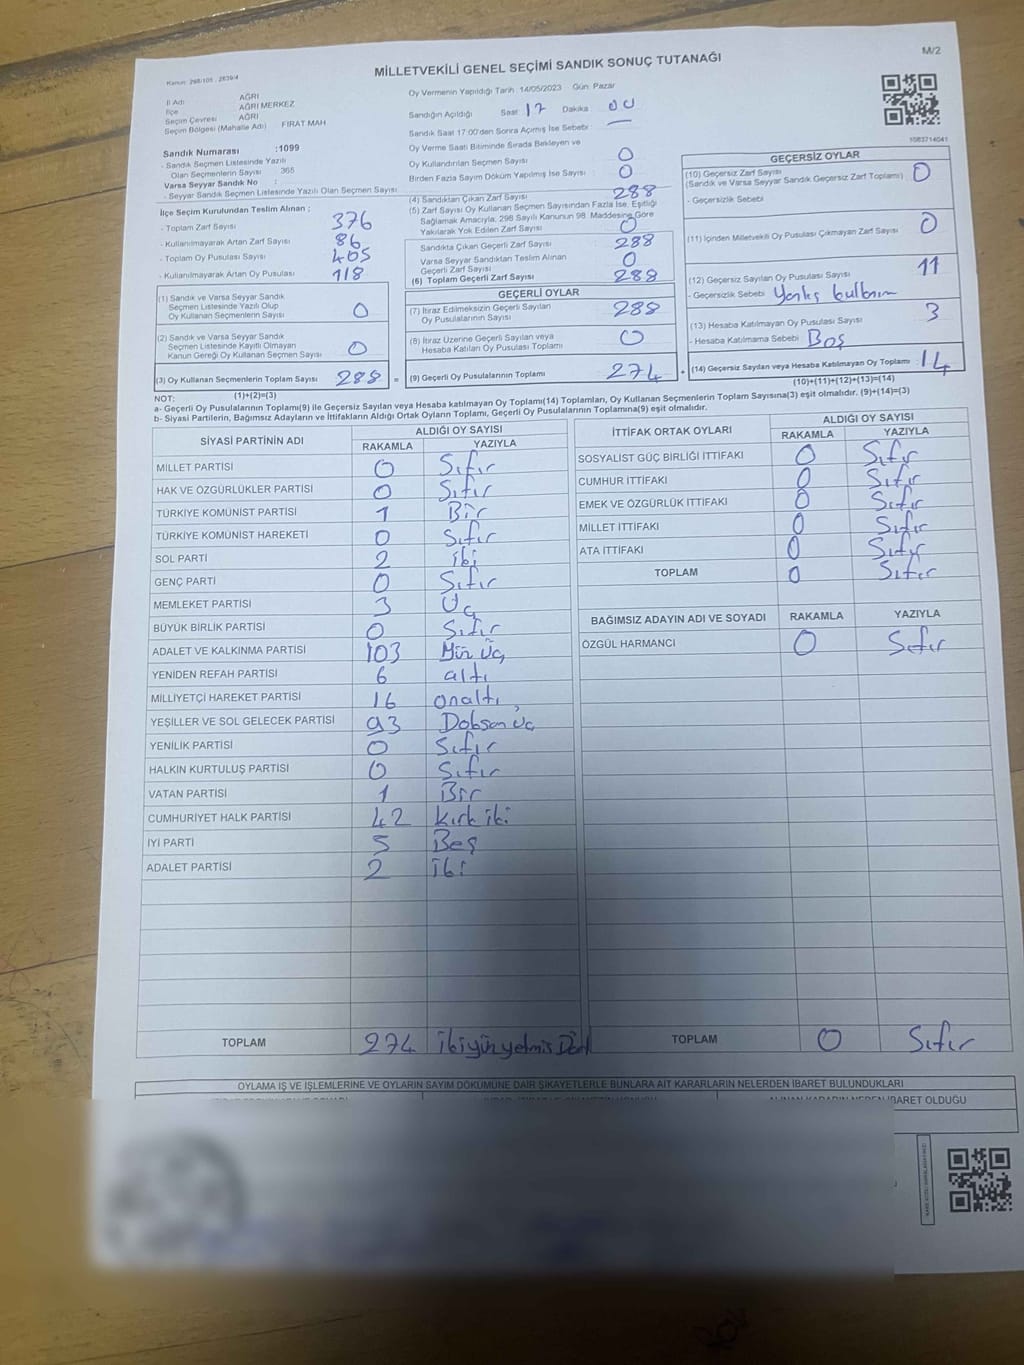 M/2
MİLLETVEKİLİ GENEL SEÇİMİ SANDIK SONUÇ TUTANAĞI
Kanun: 298/105 , 2839/4
İl Adı AĞRI
İlçe AĞRI MERKEZ
Seçim Çevresi AĞRI
Seçim Bölgesi (Mahalle Adı) FIRAT MAH
Sandık Numarası :1099
- Sandık Seçmen Listesinde Yazılı
Olan Seçmenlerin Sayısı 365
Varsa Seyyar Sandık No :
- Seyyar Sandık Seçmen Listesinde Yazılı Olan Seçmen Sayısı
İlçe Seçim Kurulundan Teslim Alınan ;
- Toplam Zarf Sayısı 376
- Kullanılmayarak Artan Zarf Sayısı 86
- Toplam Oy Pusulası Sayısı 405
- Kullanılmayarak Artan Oy Pusulası 118
(1) Sandık ve Varsa Seyyar Sandık
Seçmen Listesinde Yazılı Olup
Oy Kullanan Seçmenlerin Sayısı 0
(2) Sandık ve Varsa Seyyar Sandık
Seçmen Listesinde Kayıtlı Olmayan
Kanun Gereği Oy Kullanan Seçmen Sayısı 0
(3) Oy Kullanan Seçmenlerin Toplam Sayısı 288 =
(1)+(2)=(3)
Oy Vermenin Yapıldığı Tarih : 14/05/2023 Gün: Pazar
Sandığın Açıldığı Saat 17 Dakika 00
Sandık Saat 17:00'den Sonra Açımış İse Sebebi : —
Oy Verme Saati Bitiminde Sırada Bekleyen ve
Oy Kullandırılan Seçmen Sayısı : 0
Birden Fazla Sayım Döküm Yapılmış İse Sayısı : 0
(4) Sandıktan Çıkan Zarf Sayısı : 288
(5) Zarf Sayısı Oy Kullanan Seçmen Sayısından Fazla İse, Eşitliği
Sağlamak Amacıyla, 298 Sayılı Kanunun 98. Maddesine Göre
Yakılarak Yok Edilen Zarf Sayısı : 0
Sandıkta Çıkan Geçerli Zarf Sayısı : 288
Varsa Seyyar Sandıktan Teslim Alınan
Geçerli Zarf Sayısı : 0
(6) Toplam Geçerli Zarf Sayısı : 288
GEÇERLİ OYLAR
(7) İtiraz Edilmeksizin Geçerli Sayılan
Oy Pusulalarının Sayısı : 288
(8) İtiraz Üzerine Geçerli Sayılan veya
Hesaba Katılan Oy Pusulası Toplamı : 0
(9) Geçerli Oy Pusulalarının Toplamı : 274 +
1083714041
GEÇERSİZ OYLAR
(10) Geçersiz Zarf Sayısı
(Sandık ve Varsa Seyyar Sandık Geçersiz Zarf Toplamı) : 0
- Geçersizlik Sebebi
(11) İçinden Milletvekili Oy Pusulası Çıkmayan Zarf Sayısı : 0
(12) Geçersiz Sayılan Oy Pusulası Sayısı : 11
- Geçersizlik Sebebi
(13) Hesaba Katılmayan Oy Pusulası Sayısı : 3
- Hesaba Katılmama Sebebi Boş
(14) Geçersiz Sayılan veya Hesaba Katılmayan Oy Toplamı : 14
(10)+(11)+(12)+(13)=(14)
NOT:
a- Geçerli Oy Pusulalarının Toplamı(9) ile Geçersiz Sayılan veya Hesaba katılmayan Oy Toplamı(14) Toplamları, Oy Kullanan Seçmenlerin Toplam Sayısına(3) eşit olmalıdır. (9)+(14)=(3)
b- Siyasi Partilerin, Bağımsız Adayların ve İttifakların Aldığı Ortak Oyların Toplamı, Geçerli Oy Pusulalarının Toplamına(9) eşit olmalıdır.
SİYASİ PARTİNİN ADI ALDIĞI OY SAYISI
RAKAMLA YAZIYLA
MİLLET PARTİSİ 0 Sıfır
HAK VE ÖZGÜRLÜKLER PARTİSİ 0 Sıfır
TÜRKİYE KOMÜNİST PARTİSİ 1 Bir
TÜRKİYE KOMÜNİST HAREKETİ 0 Sıfır
SOL PARTİ 2 iki
GENÇ PARTİ 0 Sıfır
MEMLEKET PARTİSİ 3 Üç
BÜYÜK BİRLİK PARTİSİ 0 Sıfır
ADALET VE KALKINMA PARTİSİ 103 Yüz üç
YENİDEN REFAH PARTİSİ 6 altı
MİLLİYETÇİ HAREKET PARTİSİ 16 onaltı
YEŞİLLER VE SOL GELECEK PARTİSİ 93 Doksan üç
YENİLİK PARTİSİ 0 Sıfır
HALKIN KURTULUŞ PARTİSİ 0 Sıfır
VATAN PARTİSİ 1 Bir
CUMHURİYET HALK PARTİSİ 42 Kırk iki
İYİ PARTİ 5 Beş
ADALET PARTİSİ 2 iki
TOPLAM 274 ikiyüzyetmiş Dört
İTTİFAK ORTAK OYLARI ALDIĞI OY SAYISI
RAKAMLA YAZIYLA
SOSYALİST GÜÇ BİRLİĞİ İTTİFAKI 0 Sıfır
CUMHUR İTTİFAKI 0 Sıfır
EMEK VE ÖZGÜRLÜK İTTİFAKI 0 Sıfır
MİLLET İTTİFAKI 0 Sıfır
ATA İTTİFAKI 0 Sıfır
TOPLAM 0 Sıfır
BAĞIMSIZ ADAYIN ADI VE SOYADI RAKAMLA YAZIYLA
ÖZGÜL HARMANCI 0 Sıfır
TOPLAM 0 Sıfır
OYLAMA İŞ VE İŞLEMLERİNE VE OYLARIN SAYIM DÖKÜMÜNE DAİR ŞİKAYETLERLE BUNLARA AİT KARARLARIN NELERDEN İBARET BULUNDUKLARI
ALINAN KARARIN NEDEN İBARET OLDUĞU